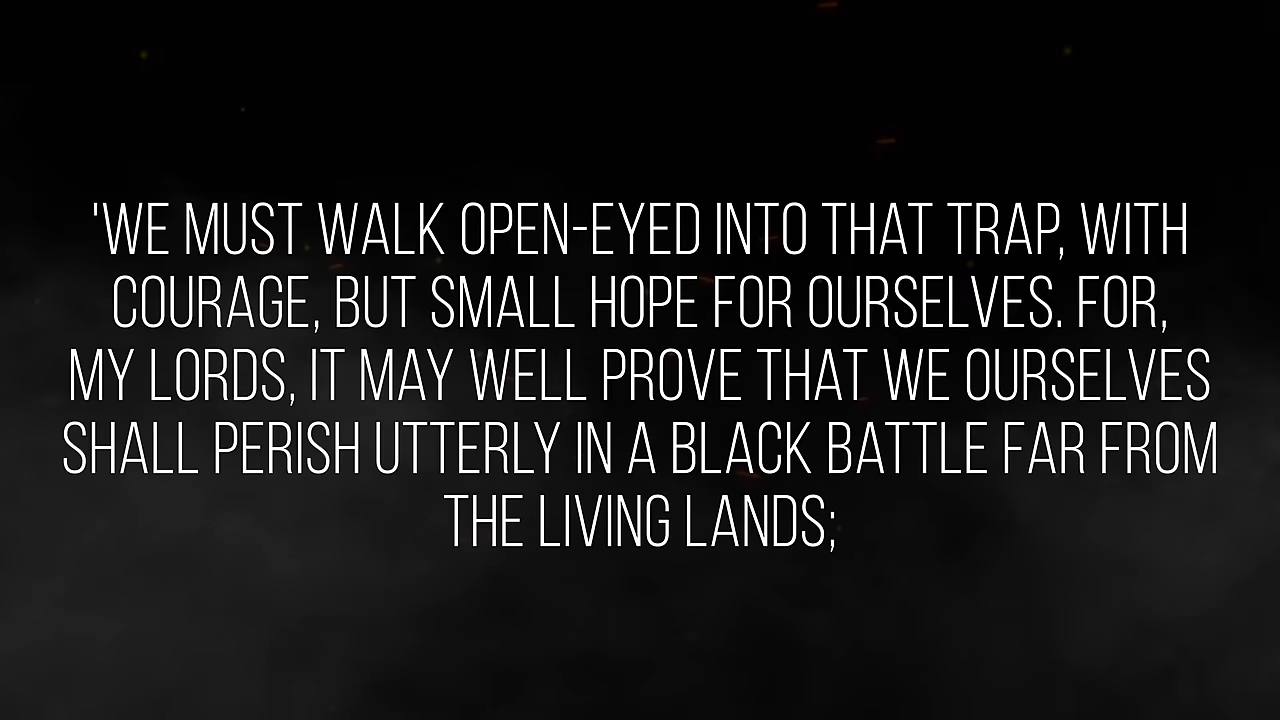 'WE MUST WALK OPEN-EYED INTO THAT TRAP, WITH
COURAGE, BUT SMALL HOPE FOR OURSELVES. FOR,
MY LORDS, IT MAY WELL PROVE THAT WE OURSELVES
SHALL PERISH UTTERLY IN A BLACK BATTLE FAR FROM
THE LIVING LANDS;